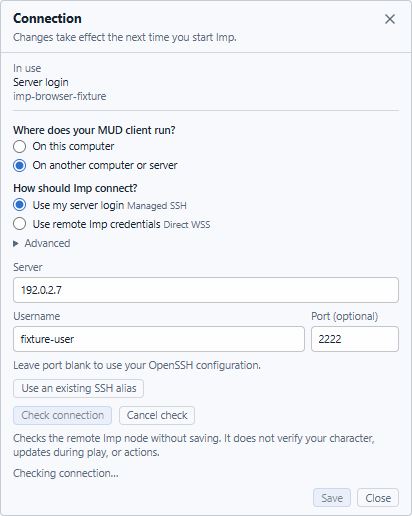 Connection
Changes take effect the next time you start Imp.
In use
Server login
imp-browser-fixture
Where does your MUD client run?
On this computer
On another computer or server
How should Imp connect?
Use my server login Managed SSH
Use remote Imp credentials Direct WSS
Advanced
Server
192.0.2.7
Username Port (optional)
fixture-user 2222
Leave port blank to use your OpenSSH configuration.
Use an existing SSH alias
Check connection Cancel check
Checks the remote Imp node without saving. It does not verify your character,
updates during play, or actions.
Checking connection...
Save Close